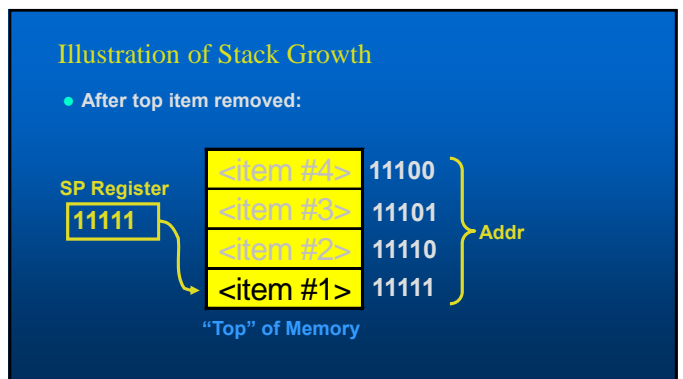 Illustration of Stack Growth
● After top item removed:
SP Register
11111
<item #4> 11100
<item #3> 11101
<item #2> 11110
<item #1> 11111
Addr
“Top” of Memory